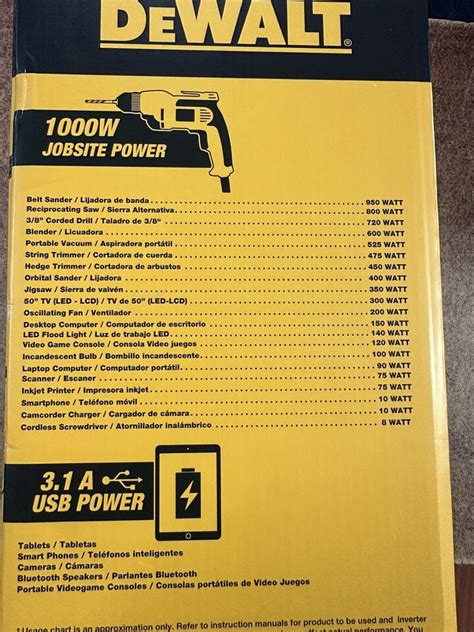 DEWALT®
1000W
JOBSITE POWER
Belt Sander / Lijadora de banda 950 WATT
Reciprocating Saw / Sierra Alternativa 800 WATT
3/8" Corded Drill / Taladro de 3/8" 720 WATT
Blender / Licuadora 600 WATT
Portable Vacuum / Aspiradora portátil 525 WATT
String Trimmer / Cortadora de cuerda 475 WATT
Hedge Trimmer / Cortadora de arbustos 450 WATT
Orbital Sander / Lijadora 400 WATT
Jigsaw / Sierra de vaivén 350 WATT
50" TV (LED - LCD) / TV de 50" (LED-LCD) 300 WATT
Oscillating Fan / Ventilador 200 WATT
Desktop Computer / Computador de escritorio 150 WATT
LED Flood Light / Luz de trabajo LED 140 WATT
Video Game Console / Consola Video juegos 120 WATT
Incandescent Bulb / Bombillo incandescente 100 WATT
Laptop Computer / Computador portátil 90 WATT
Scanner / Escaner 75 WATT
Inkjet Printer / Impresora inkjet 75 WATT
Smartphone / Teléfono móvil 10 WATT
Camcorder Charger / Cargador de cámara 10 WATT
Cordless Screwdriver / Atornillador inalámbrico 8 WATT
3.1 A
USB POWER
Tablets / Tabletas
Smart Phones / Teléfonos inteligentes
Cameras / Cámaras
Bluetooth Speakers / Parlantes Bluetooth
Portable Videogame Consoles / Consolas portátiles de Video Juegos
Usage chart is an approximation only. Refer to instruction manuals for product to be used and inverter
actual performance. You